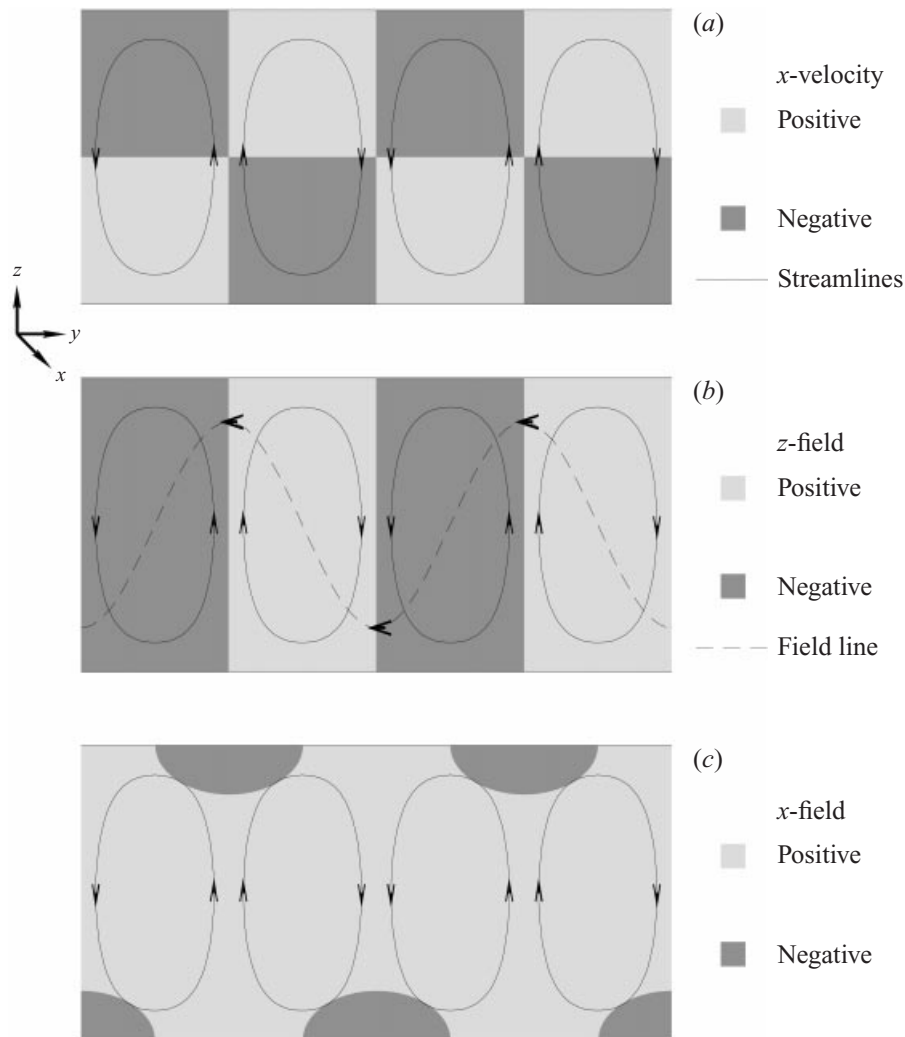 (a)
x-velocity
Positive
Negative
Streamlines
z
y
x
(b)
z-field
Positive
Negative
Field line
(c)
x-field
Positive
Negative